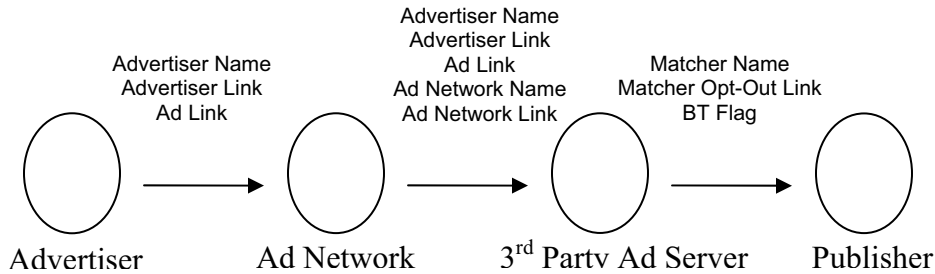 Advertiser Name
Advertiser Link
Ad Link
Advertiser Name
Advertiser Link
Ad Link
Ad Network Name
Ad Network Link
Matcher Name
Matcher Opt-Out Link
BT Flag
Advertiser
Ad Network
3rd Party Ad Server
Publisher